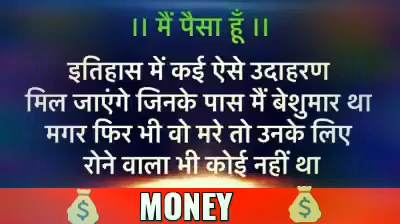 ।। मैं पैसा हूँ ।।
इतिहास में कई ऐसे उदाहरण
मिल जाएंगे जिनके पास मैं बेशुमार था
मगर फिर भी वो मरे तो उनके लिए
रोने वाला भी कोई नहीं था
$ MONEY $